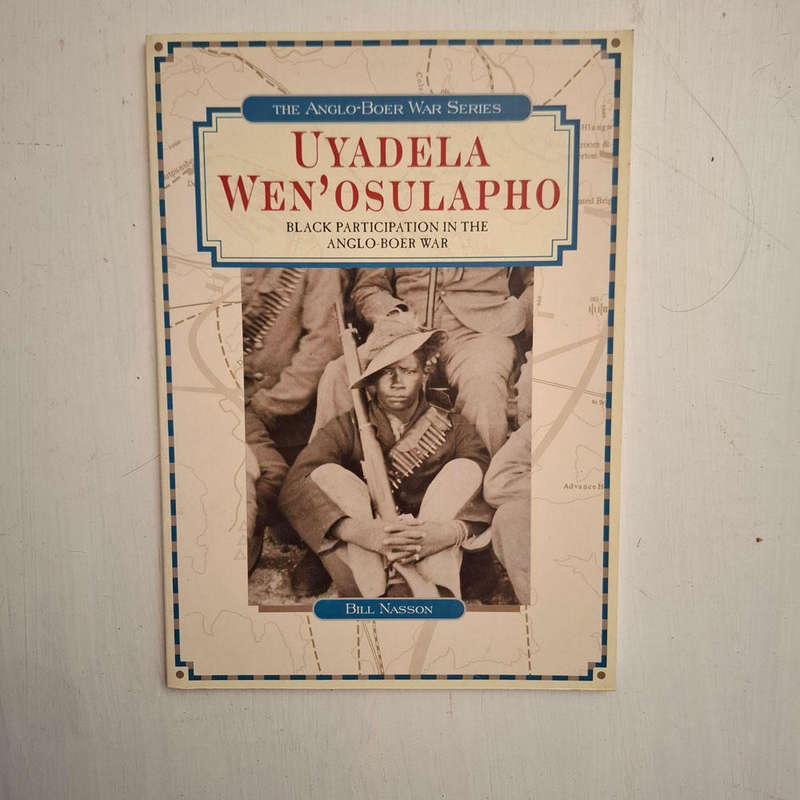 THE ANGLO-BOER WAR SERIES
UYADELA
WEN'OSULAPHO
BLACK PARTICIPATION IN THE
ANGLO-BOER WAR
BILL NASSON